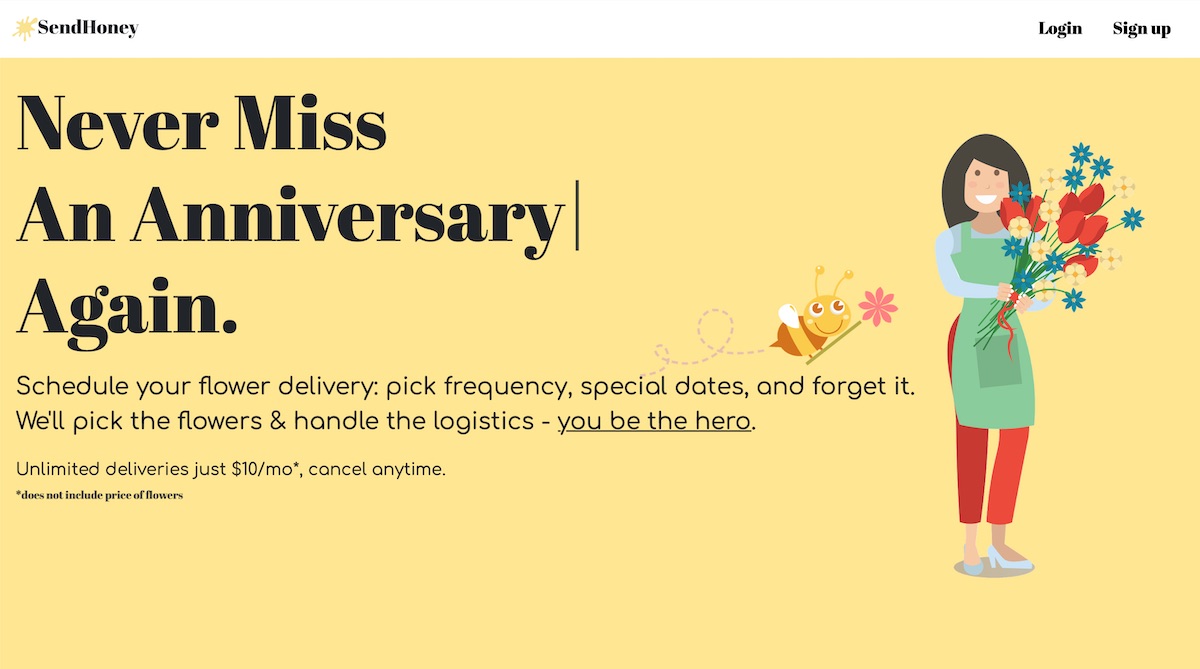 SendHoney
Login
Sign up
Never Miss
An Anniversary|
Again.
Schedule your flower delivery: pick frequency, special dates, and forget it.
We'll pick the flowers & handle the logistics - you be the hero.
Unlimited deliveries just $10/mo*, cancel anytime.
*does not include price of flowers